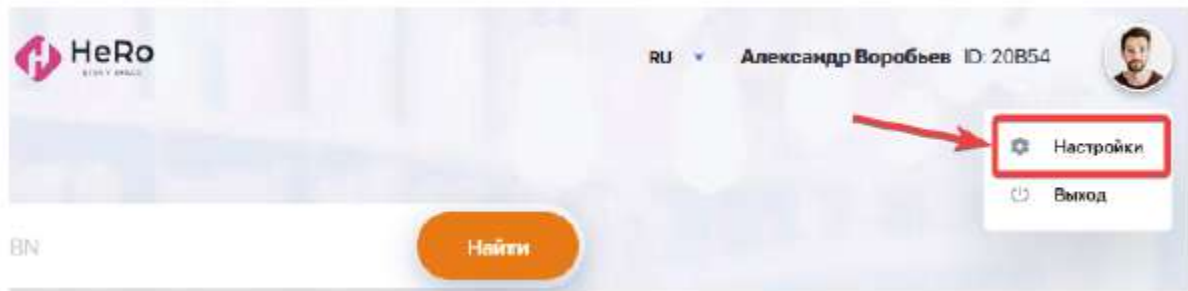 HeRo
RU
Александр Воробьев ID: 20B54
Настройки
Выход
BN
Найти